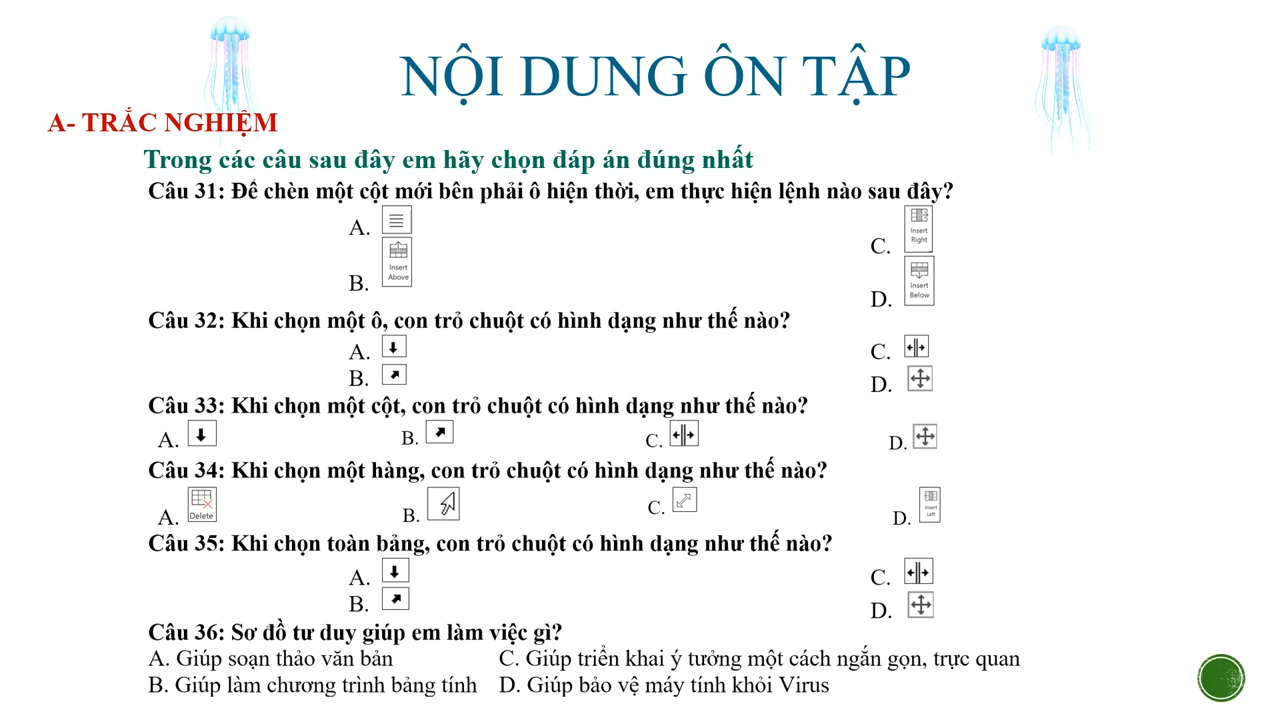 NỘI DUNG ÔN TẬP
A- TRẮC NGHIỆM
Trong các câu sau đây em hãy chọn đáp án đúng nhất
Câu 31: Để chèn một cột mới bên phải ô hiện thời, em thực hiện lệnh nào sau đây?
A.
B. Insert Above
C. Insert Right
D. Insert Below
Câu 32: Khi chọn một ô, con trỏ chuột có hình dạng như thế nào?
A.
B.
C.
D.
Câu 33: Khi chọn một cột, con trỏ chuột có hình dạng như thế nào?
A. B. C. D.
Câu 34: Khi chọn một hàng, con trỏ chuột có hình dạng như thế nào?
A. Delete B. C. D. Insert Left
Câu 35: Khi chọn toàn bảng, con trỏ chuột có hình dạng như thế nào?
A.
B.
C.
D.
Câu 36: Sơ đồ tư duy giúp em làm việc gì?
A. Giúp soạn thảo văn bản C. Giúp triển khai ý tưởng một cách ngắn gọn, trực quan
B. Giúp làm chương trình bảng tính D. Giúp bảo vệ máy tính khỏi Virus